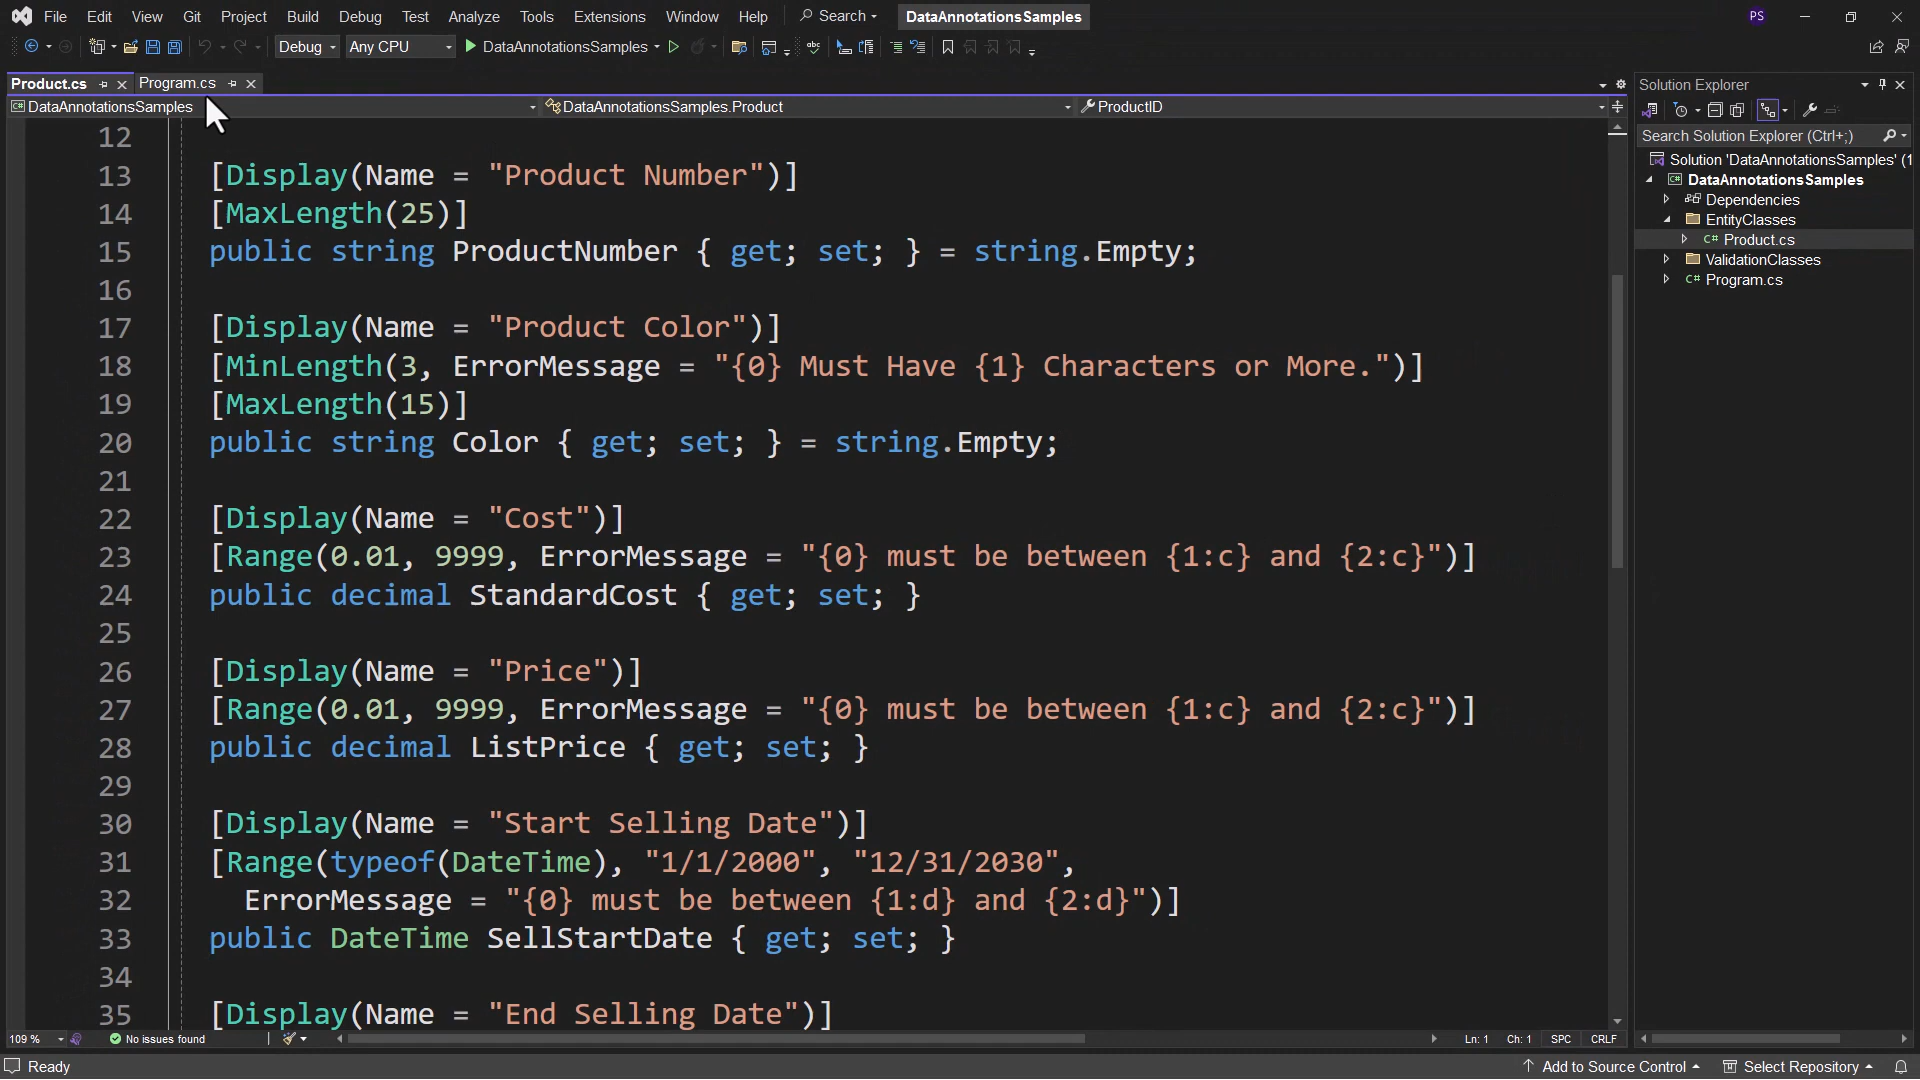 File Edit View Git Project Build Debug Test Analyze Tools Extensions Window Help Search DataAnnotationsSamples PS
Debug Any CPU DataAnnotationsSamples
Product.cs Program.cs
DataAnnotationsSamples DataAnnotationsSamples.Product ProductID
12
13 [Display(Name = "Product Number")]
14 [MaxLength(25)]
15 public string ProductNumber { get; set; } = string.Empty;
16
17 [Display(Name = "Product Color")]
18 [MinLength(3, ErrorMessage = "{0} Must Have {1} Characters or More.")]
19 [MaxLength(15)]
20 public string Color { get; set; } = string.Empty;
21
22 [Display(Name = "Cost")]
23 [Range(0.01, 9999, ErrorMessage = "{0} must be between {1:c} and {2:c}")]
24 public decimal StandardCost { get; set; }
25
26 [Display(Name = "Price")]
27 [Range(0.01, 9999, ErrorMessage = "{0} must be between {1:c} and {2:c}")]
28 public decimal ListPrice { get; set; }
29
30 [Display(Name = "Start Selling Date")]
31 [Range(typeof(DateTime), "1/1/2000", "12/31/2030",
32 ErrorMessage = "{0} must be between {1:d} and {2:d}")]
33 public DateTime SellStartDate { get; set; }
34
35 [Display(Name = "End Selling Date")]
109 % No issues found Ln: 1 Ch: 1 SPC CRLF
Solution Explorer
Search Solution Explorer (Ctrl+;)
Solution 'DataAnnotationsSamples' (1
DataAnnotationsSamples
Dependencies
EntityClasses
C# Product.cs
ValidationClasses
C# Program.cs
Ready Add to Source Control Select Repository